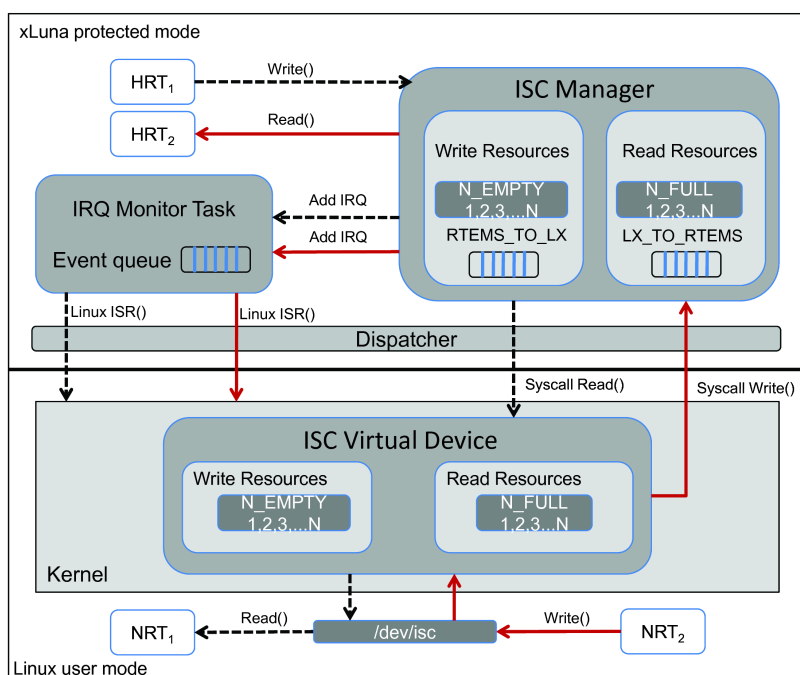 xLuna protected mode
HRT1
Write()
ISC Manager
HRT2
Read()
Write Resources
Read Resources
N_EMPTY
1,2,3,...N
N_FULL
1,2,3...N
RTEMS_TO_LX
LX_TO_RTEMS
IRQ Monitor Task
Add IRQ
Add IRQ
Event queue
Linux ISR()
Linux ISR()
Dispatcher
Syscall Read()
Syscall Write()
ISC Virtual Device
Write Resources
Read Resources
N_EMPTY
1,2,3,...N
N_FULL
1,2,3...N
Kernel
NRT1
Read()
/dev/isc
Write()
NRT2
Linux user mode